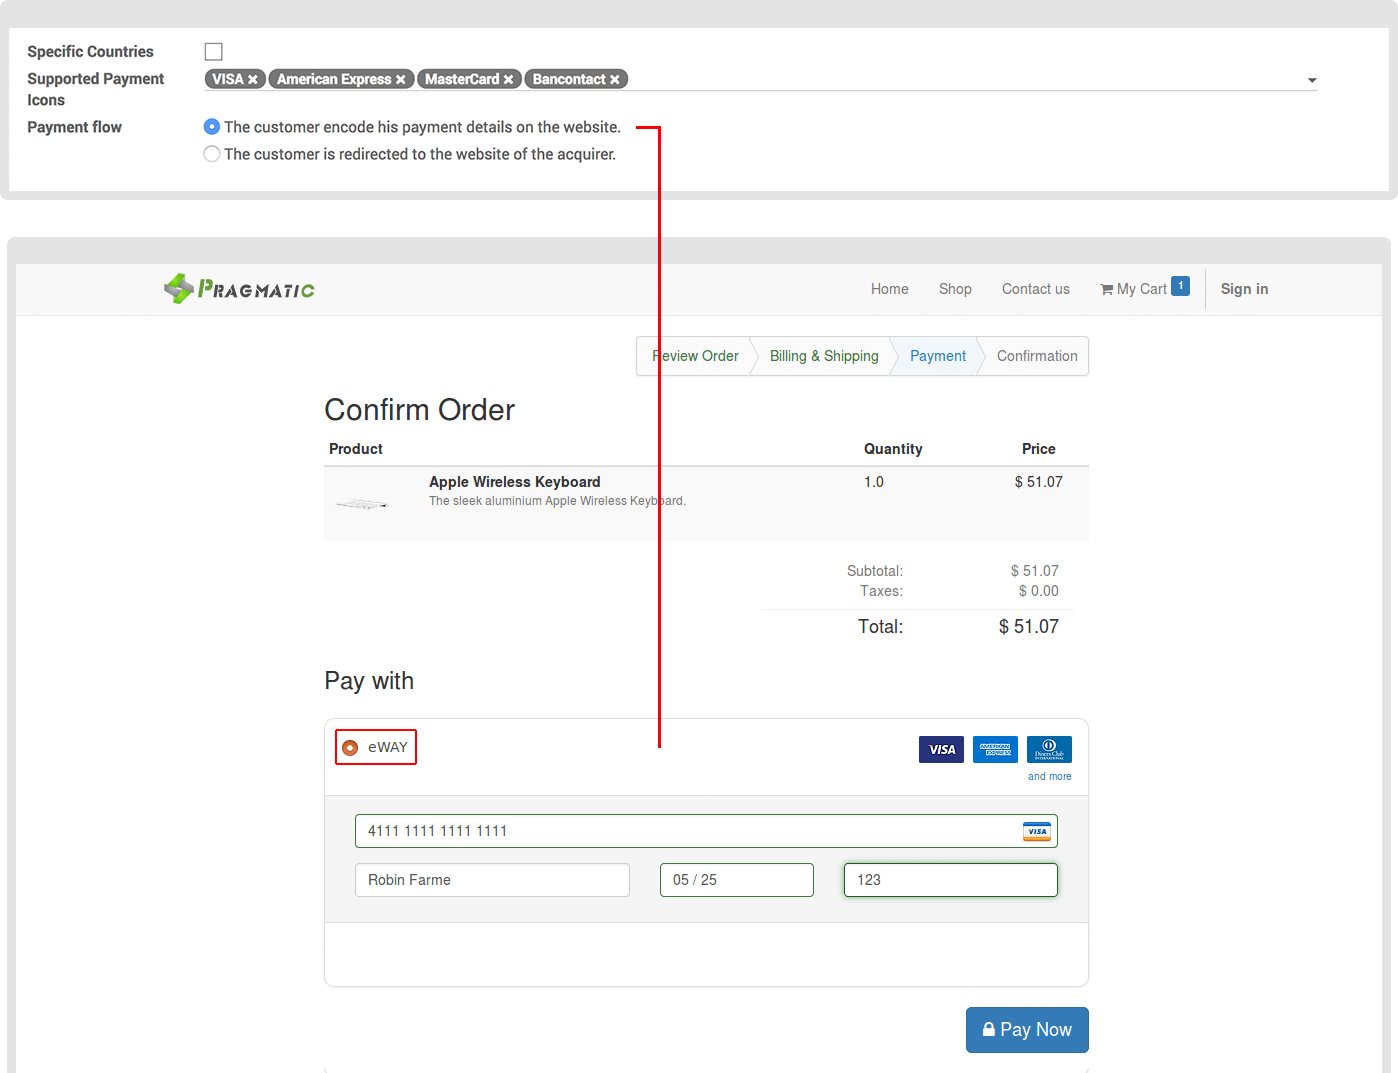 Specific Countries
Supported Payment Icons
VISA × American Express × MasterCard × Bancontact ×
Payment flow
The customer encode his payment details on the website.
The customer is redirected to the website of the acquirer.
PRAGMATIC
Home Shop Contact us My Cart 1 Sign in
Review Order Billing & Shipping Payment Confirmation
Confirm Order
Product Quantity Price
Apple Wireless Keyboard 1.0 $ 51.07
The sleek aluminium Apple Wireless Keyboard.
Subtotal: $ 51.07
Taxes: $ 0.00
Total: $ 51.07
Pay with
eWAY VISA AMERICAN EXPRESS Diners Club INTERNATIONAL
and more
4111 1111 1111 1111 VISA
Robin Farme 05 / 25 123
Pay Now